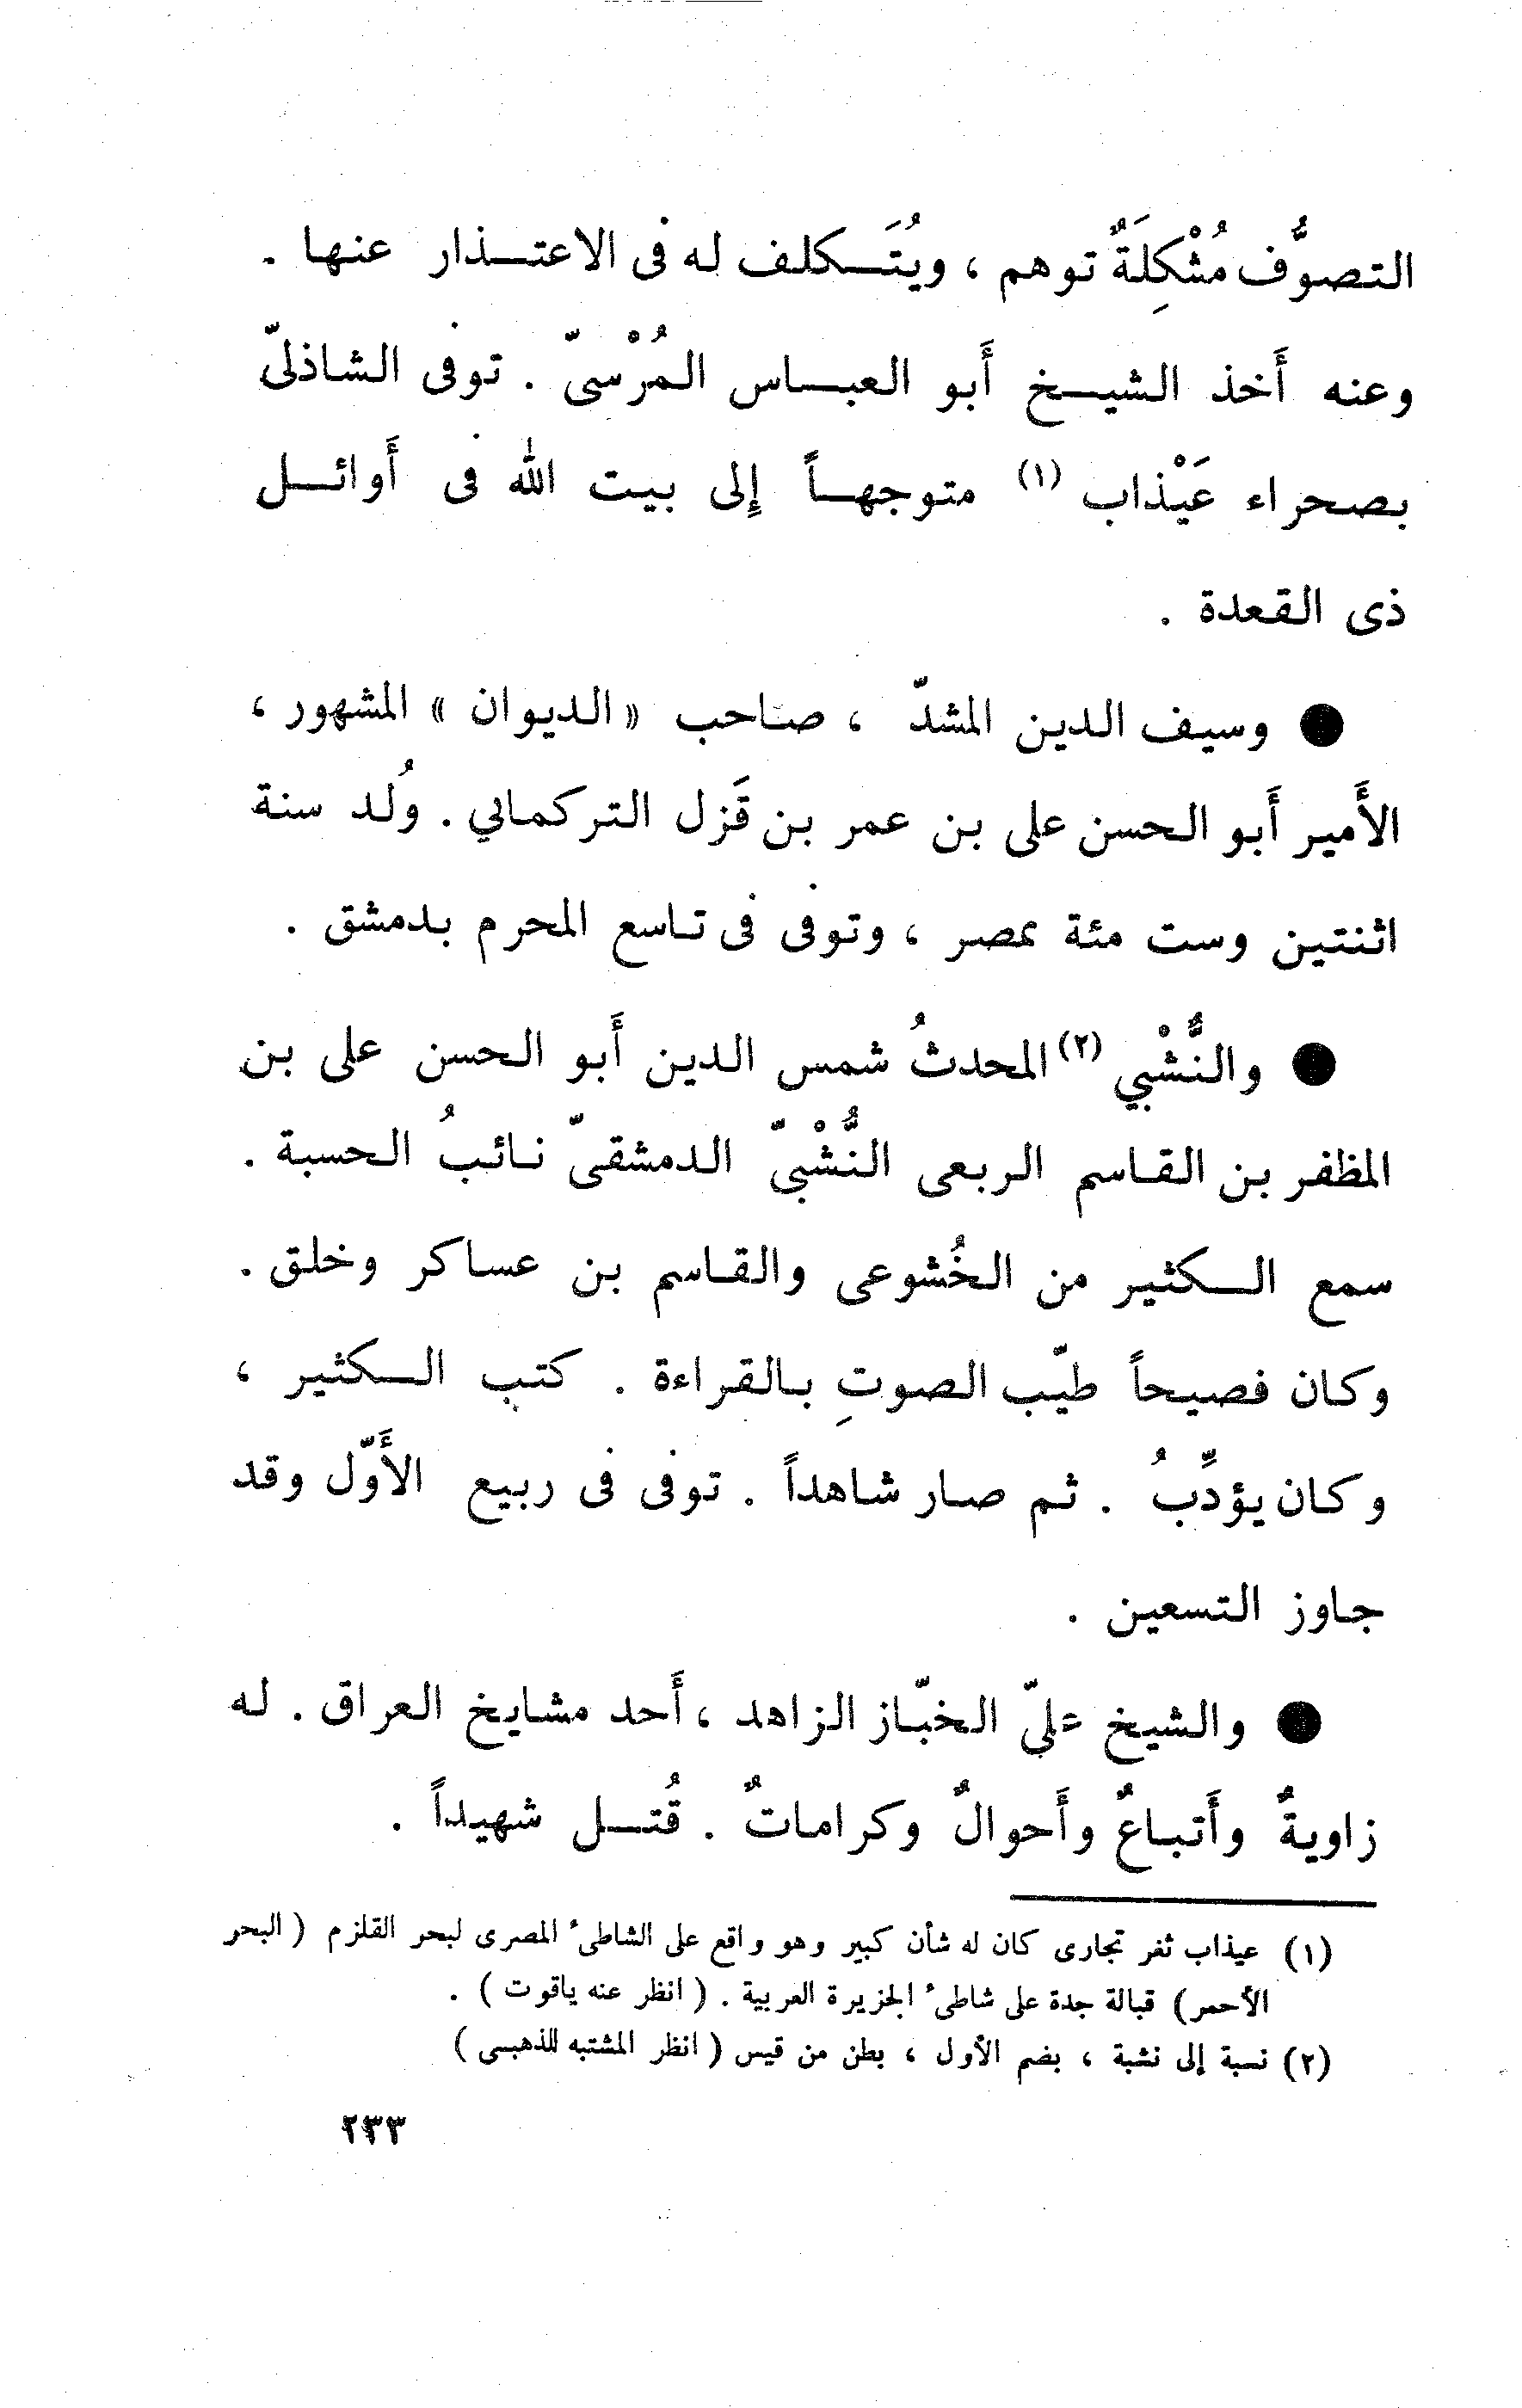 التصوُّف مُشْكِلَةٌ توهم ، ويُتَكلف له فى الاعتذار عنها .
وعنه أَخذ الشيخ أَبو العباس المُرْسىّ . توفى الشاذلىّ
بصحراء عَيْذاب (١) متوجهاً إِلى بيت الله فى أَوائل
ذى القعدة .
● وسيف الدين المشدّ ، صاحب «الديوان» المشهور ،
الأَمير أَبو الحسن على بن عمر بن قَزل التركماني . وُلد سنة
اثنتين وست مئة بمصر ، وتوفى فى تاسع المحرم بدمشق .
● والنُّشْبي (٢) المحدثُ شمس الدين أَبو الحسن على بن
المظفر بن القاسم الربعى النُّشْبىّ الدمشقىّ نائبُ الحسبة .
سمع الكثير من الخُشوعى والقاسم بن عساكر وخلق .
وكان فصيحاً طيّب الصوتِ بالقراءة . كتب الكثير ،
وكان يؤدِّبُ . ثم صار شاهداً . توفى فى ربيع الأَوّل وقد
جاوز التسعين .
● والشيخ علىّ الخبّاز الزاهد ، أَحد مشايخ العراق . له
زاويةٌ وأَتباعٌ وأَحوالٌ وكراماتٌ . قُتل شهيداً .
(١) عيذاب ثغر تجارى كان له شأن كبير وهو واقع على الشاطىء المصرى لبحر القلزم ( البحر
الأحمر) قبالة جدة على شاطىء الجزيرة العربية . ( انظر عنه ياقوت ) .
(٢) نسبة إلى نشبة ، بضم الأول ، بطن من قيس ( انظر المشتبه للذهبى )
٢٣٣